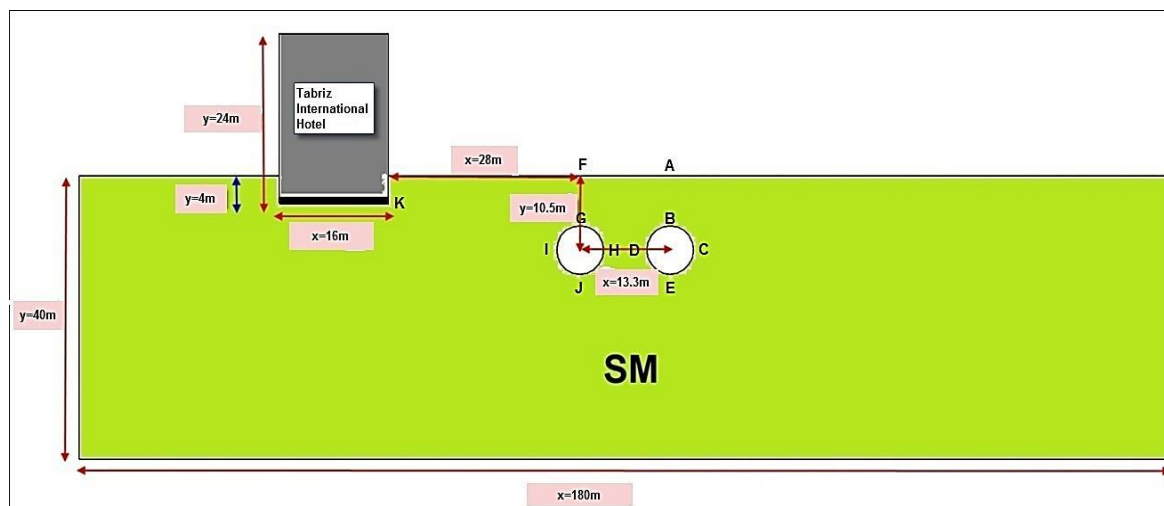 Tabriz
International
Hotel
y=24m
x=28m
F
A
y=4m
K
y=10.5m
G
B
x=16m
I
H
D
C
x=13.3m
J
E
y=40m
SM
x=180m